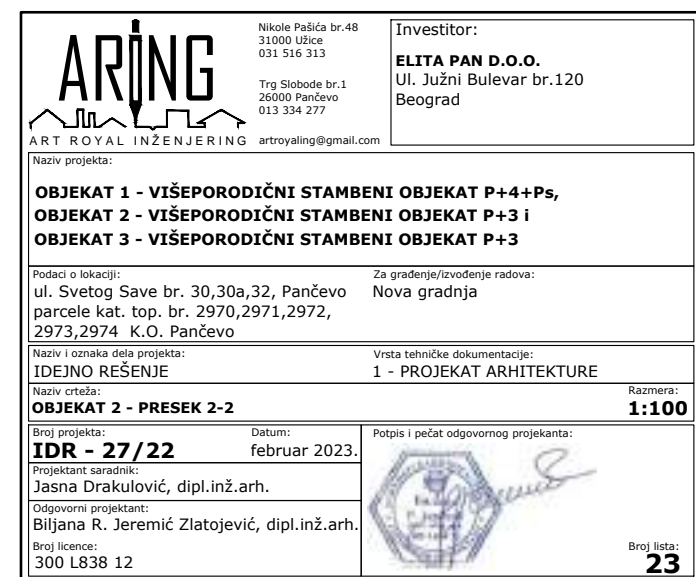 ARING
ART ROYAL INŽENJERING
Nikole Pašića br.48
31000 Užice
031 516 313
Trg Slobode br.1
26000 Pančevo
013 334 277
artroyaling@gmail.com
Investitor:
ELITA PAN D.O.O.
Ul. Južni Bulevar br.120
Beograd
Naziv projekta:
OBJEKAT 1 - VIŠEPORODIČNI STAMBENI OBJEKAT P+4+Ps,
OBJEKAT 2 - VIŠEPORODIČNI STAMBENI OBJEKAT P+3 i
OBJEKAT 3 - VIŠEPORODIČNI STAMBENI OBJEKAT P+3
Podaci o lokaciji:
ul. Svetog Save br. 30,30a,32, Pančevo
parcele kat. top. br. 2970,2971,2972,
2973,2974 K.O. Pančevo
Za građenje/izvođenje radova:
Nova gradnja
Naziv i oznaka dela projekta:
IDEJNO REŠENJE
Vrsta tehničke dokumentacije:
1 - PROJEKAT ARHITEKTURE
Naziv crteža:
OBJEKAT 2 - PRESEK 2-2
Razmera:
1:100
Broj projekta:
IDR - 27/22
Datum:
februar 2023.
Projektant saradnik:
Jasna Drakulović, dipl.inž.arh.
Odgovorni projektant:
Biljana R. Jeremić Zlatojević, dipl.inž.arh.
Broj licence:
300 L838 12
Potpis i pečat odgovornog projekanta:
Broj lista:
23